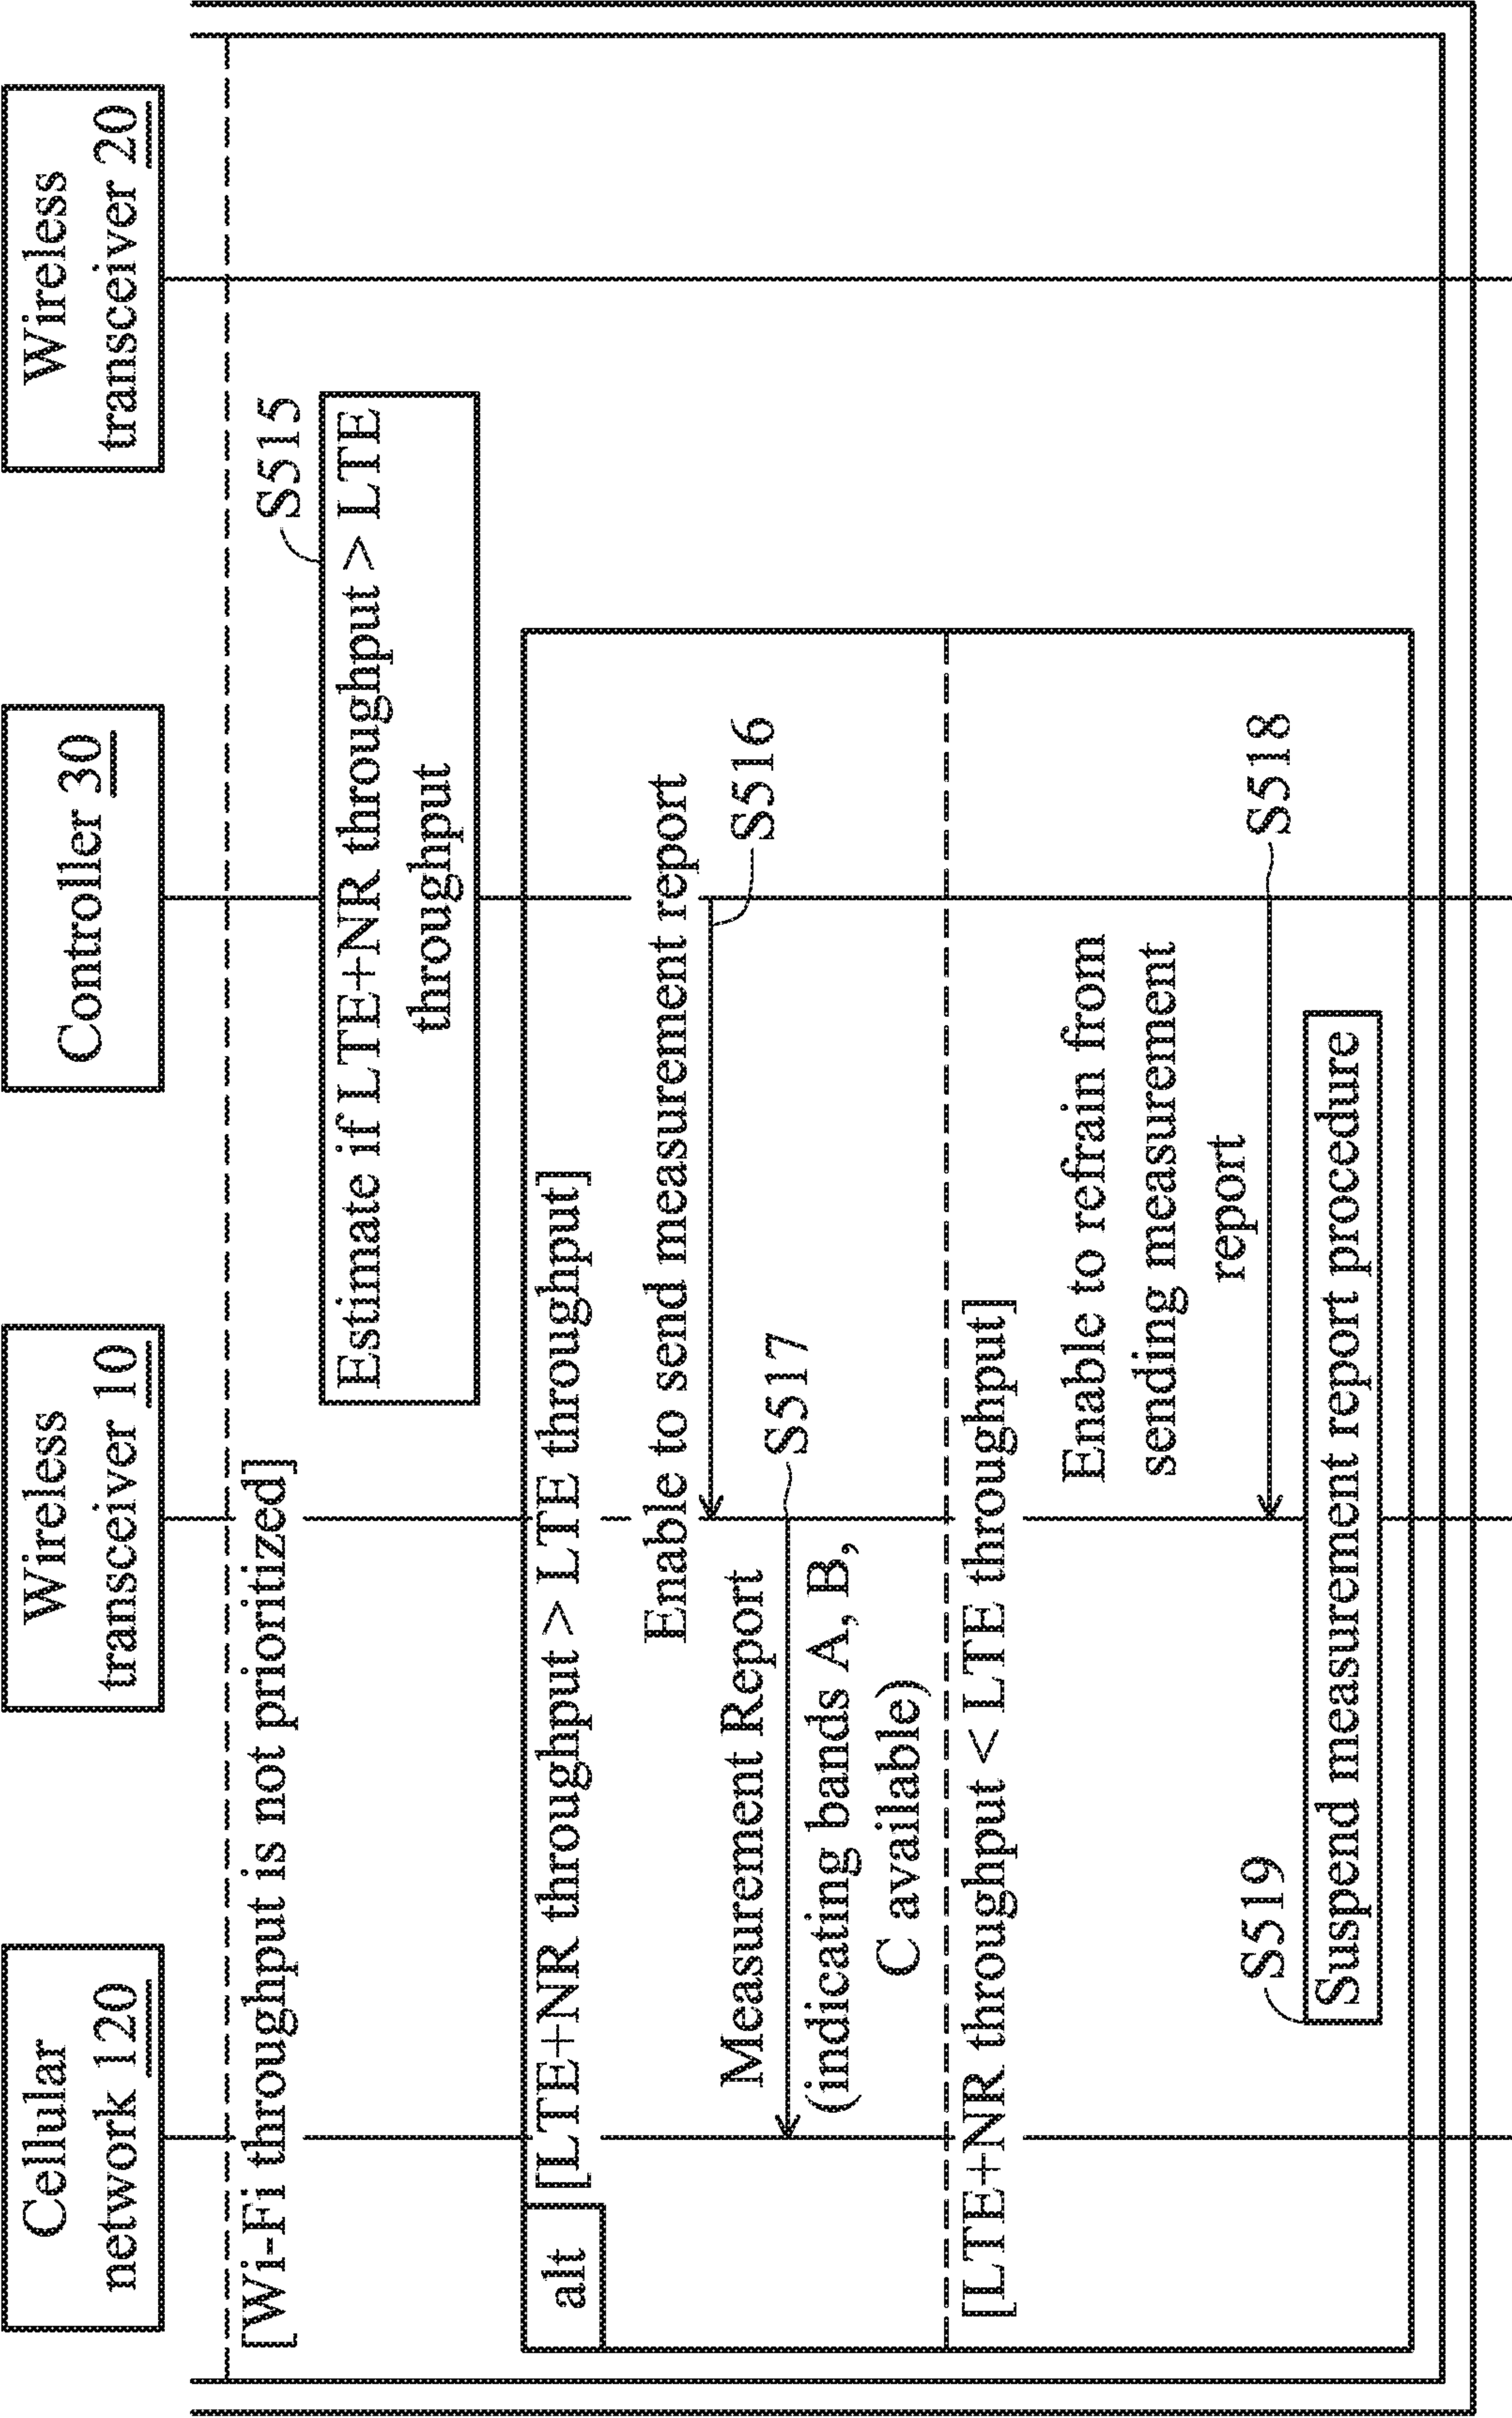 Cellular
network 120
Wireless
transceiver 10
Controller 30
Wireless
transceiver 20
[Wi-Fi throughput is not prioritized]
S515
Estimate if LTE+NR throughput > LTE
throughput
alt
[LTE+NR throughput > LTE throughput]
Enable to send measurement report
S516
Measurement Report
S517
(indicating bands A, B,
C available)
[LTE+NR throughput < LTE throughput]
Enable to refrain from
sending measurement
report
S518
S519
Suspend measurement report procedure